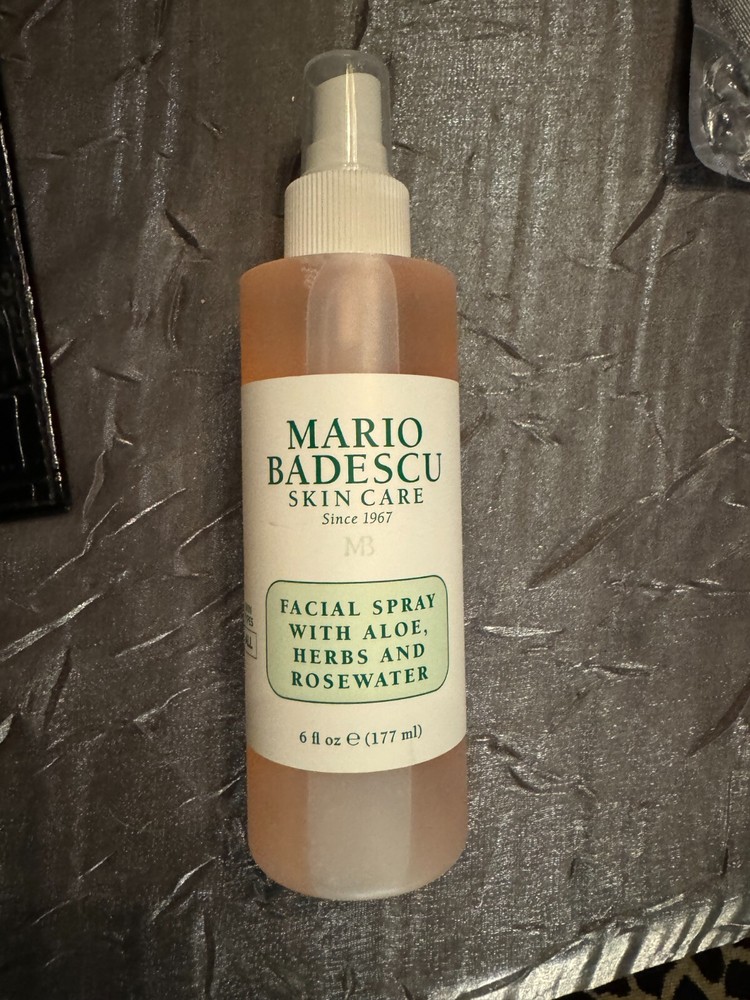 MARIO
BADESCU
SKIN CARE
Since 1967
MB
FACIAL SPRAY
WITH ALOE,
HERBS AND
ROSEWATER
6 fl oz ℮ (177 ml)